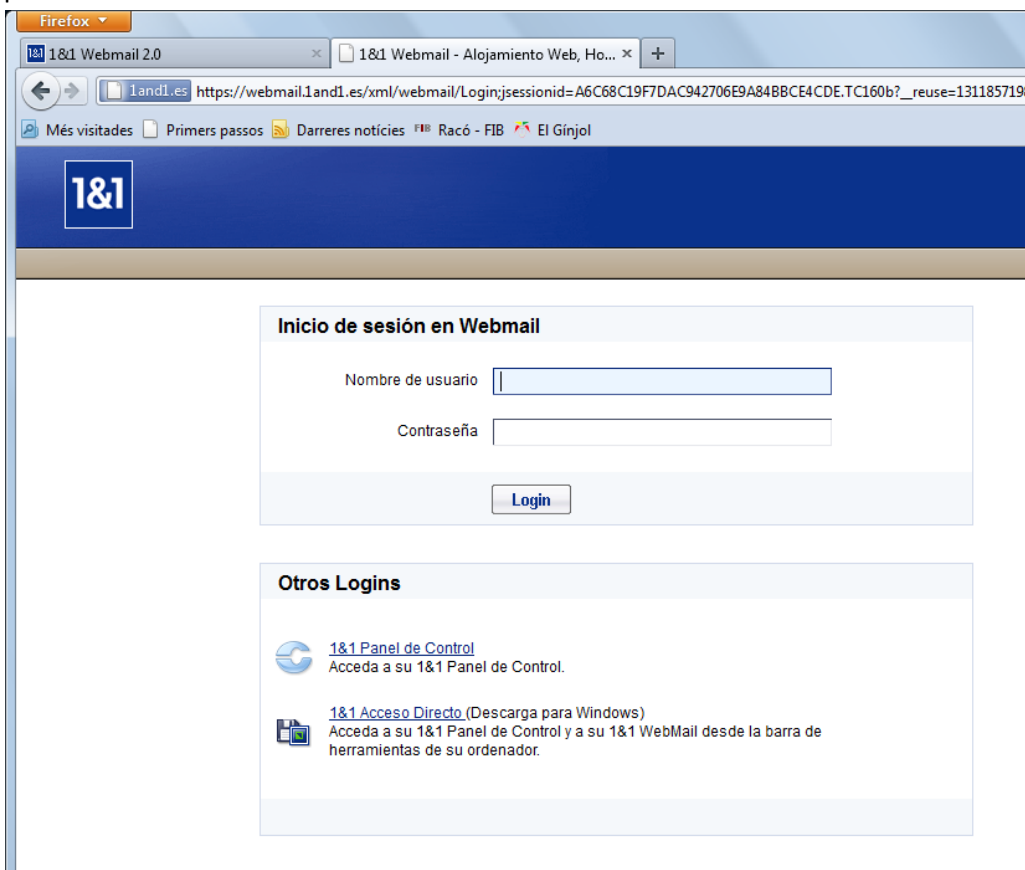 Firefox
1&1 Webmail 2.0
1&1 Webmail - Alojamiento Web, Ho...
1and1.es https://webmail.1and1.es/xml/webmail/Login;jsessionid=A6C68C19F7DAC942706E9A84BBCE4CDE.TC160b?__reuse=131185719
Més visitades Primers passos Darreres notícies FIB Racó - FIB El Gínjol
1&1
Inicio de sesión en Webmail
Nombre de usuario
Contraseña
Login
Otros Logins
1&1 Panel de Control
Acceda a su 1&1 Panel de Control.
1&1 Acceso Directo (Descarga para Windows)
Acceda a su 1&1 Panel de Control y a su 1&1 WebMail desde la barra de
herramientas de su ordenador.